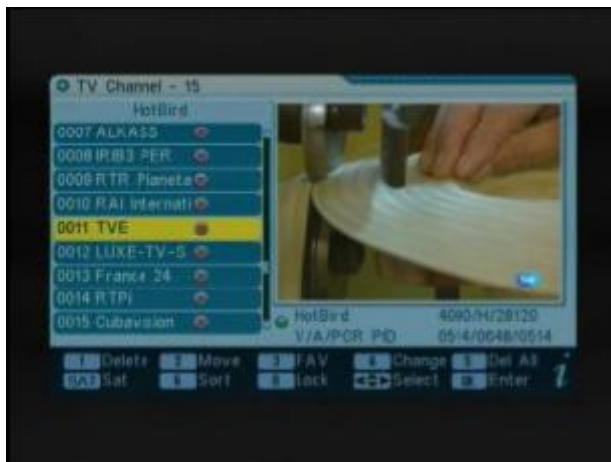 TV Channel - 15
HotBird
0007 ALKASS
0008 IRIB3 PER
0009 RTR Planeta
0010 RAI Internati
0011 TVE
0012 LUXE-TV-S
0013 France 24
0014 RTPi
0015 Cubavision
HotBird 4080/H/28120
V/A/PCR PID 0514/0648/0514
1 Delete 2 Move 3 FAV 4 Change 5 Del All
SAT Sat 6 Sort 8 Lock Select OK Enter i